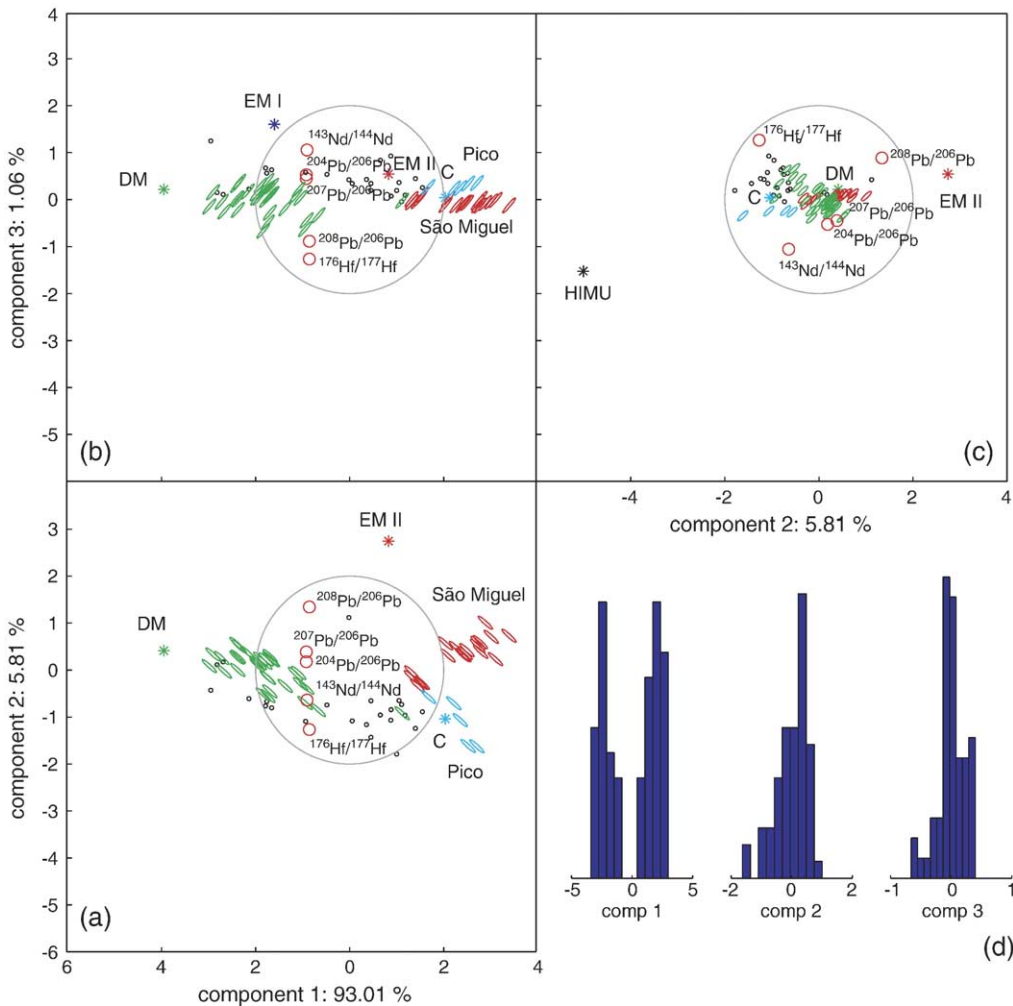 4
3
2
1
0
-1
-2
-3
-4
-5
component 3: 1.06 %
EM I
¹⁴³Nd/¹⁴⁴Nd
²⁰⁴Pb/²⁰⁶Pb
EM II
Pico
DM
C
²⁰⁷Pb/²⁰⁶Pb
São Miguel
²⁰⁸Pb/²⁰⁶Pb
¹⁷⁶Hf/¹⁷⁷Hf
(b)
¹⁷⁶Hf/¹⁷⁷Hf
²⁰⁸Pb/²⁰⁶Pb
DM
C
EM II
²⁰⁷Pb/²⁰⁶Pb
²⁰⁴Pb/²⁰⁶Pb
¹⁴³Nd/¹⁴⁴Nd
HIMU
(c)
-4 -2 0 2 4
component 2: 5.81 %
3
2
1
0
-1
-2
-3
-4
-5
-6
component 2: 5.81 %
EM II
São Miguel
²⁰⁸Pb/²⁰⁶Pb
DM
²⁰⁷Pb/²⁰⁶Pb
²⁰⁴Pb/²⁰⁶Pb
¹⁴³Nd/¹⁴⁴Nd
C
¹⁷⁶Hf/¹⁷⁷Hf
Pico
(a)
6 4 2 0 2 4
component 1: 93.01 %
-5 0 5
comp 1
-2 0 2
comp 2
-1 0 1
comp 3
(d)